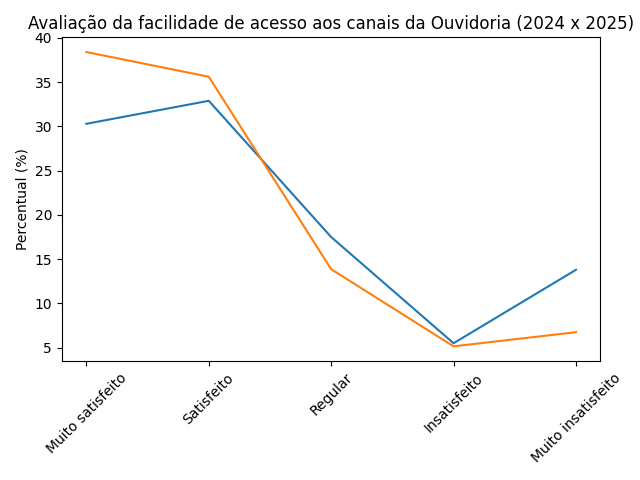 Avaliação da facilidade de acesso aos canais da Ouvidoria (2024 x 2025)
Percentual (%)
40
35
30
25
20
15
10
5
Muito satisfeito
Satisfeito
Regular
Insatisfeito
Muito insatisfeito